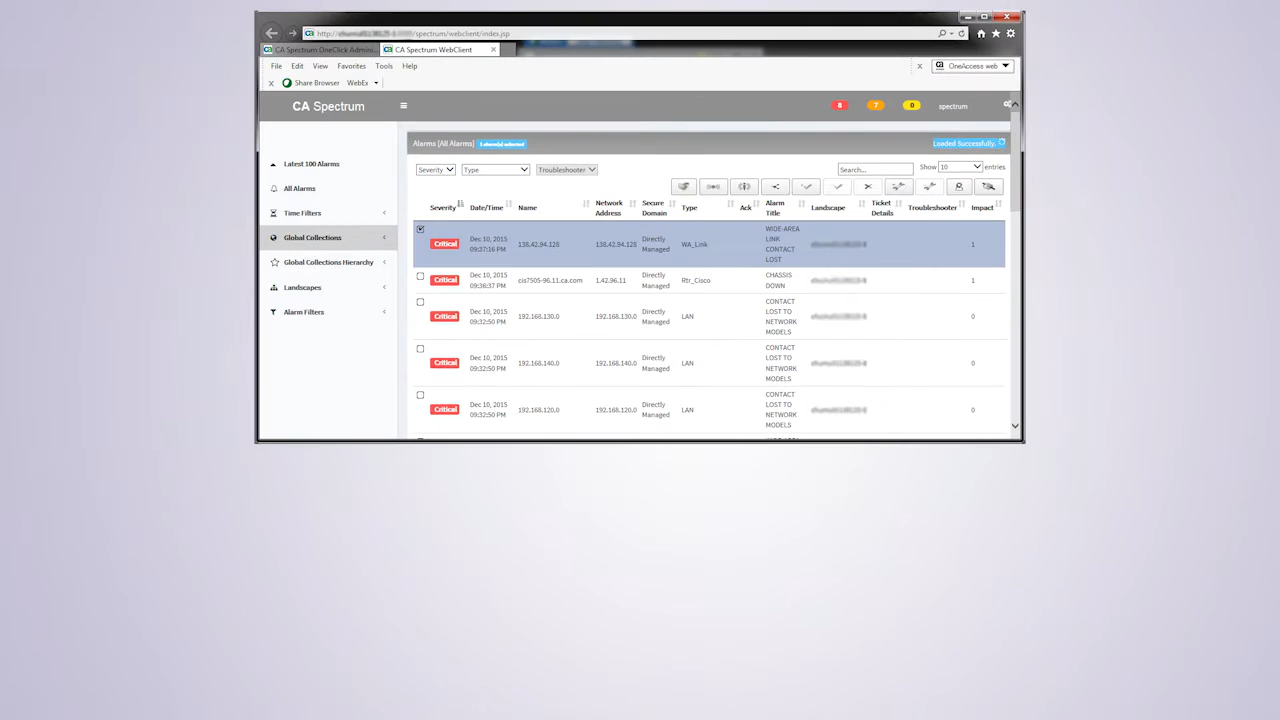 /spectrum/webclient/index.jsp
CA Spectrum OneClick Admini...
CA Spectrum WebClient
File Edit View Favorites Tools Help
OneAccess web
Share Browser WebEx
CA Spectrum
8 7 0 spectrum
Alarms [All Alarms]
Loaded Successfully.
Latest 100 Alarms
All Alarms
Time Filters
Global Collections
Global Collections Hierarchy
Landscapes
Alarm Filters
Severity Type Troubleshooter Search... Show 10 entries
Severity Date/Time Name Network Address Secure Domain Type Ack Alarm Title Landscape Ticket Details Troubleshooter Impact
Critical Dec 10, 2015 09:37:16 PM 138.42.94.128 138.42.94.128 Directly Managed WA_Link WIDE-AREA LINK CONTACT LOST 1
Critical Dec 10, 2015 09:36:37 PM cis7505-96.11.ca.com 1.42.96.11 Directly Managed Rtr_Cisco CHASSIS DOWN 1
Critical Dec 10, 2015 09:32:50 PM 192.168.130.0 192.168.130.0 Directly Managed LAN CONTACT LOST TO NETWORK MODELS 0
Critical Dec 10, 2015 09:32:50 PM 192.168.140.0 192.168.140.0 Directly Managed LAN CONTACT LOST TO NETWORK MODELS 0
Critical Dec 10, 2015 09:32:50 PM 192.168.120.0 192.168.120.0 Directly Managed LAN CONTACT LOST TO NETWORK MODELS 0